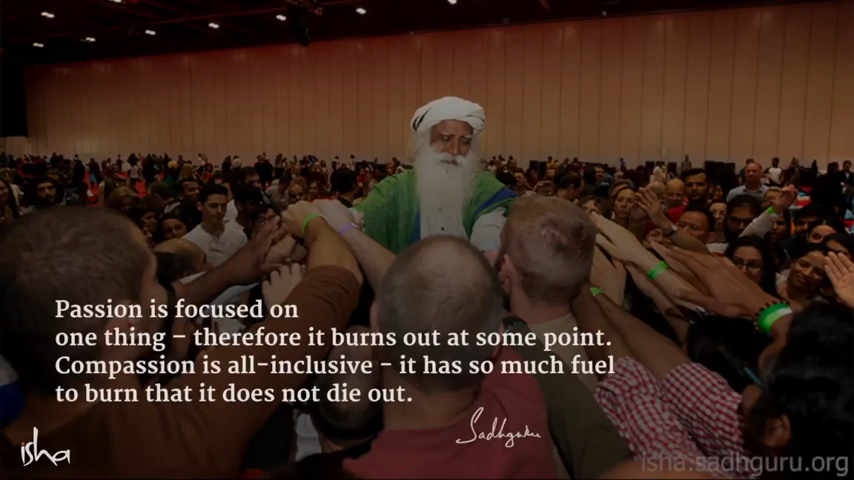 Passion is focused on
one thing – therefore it burns out at some point.
Compassion is all-inclusive - it has so much fuel
to burn that it does not die out.
Sadhguru
isha
isha.sadhguru.org